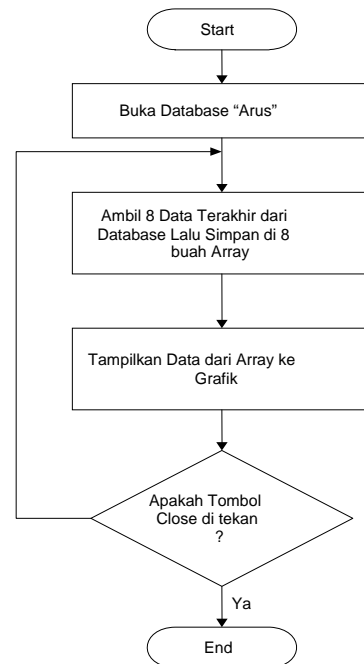 Start
Buka Database “Arus”
Ambil 8 Data Terakhir dari
Database Lalu Simpan di 8
buah Array
Tampilkan Data dari Array ke
Grafik
Apakah Tombol
Close di tekan
?
Ya
End